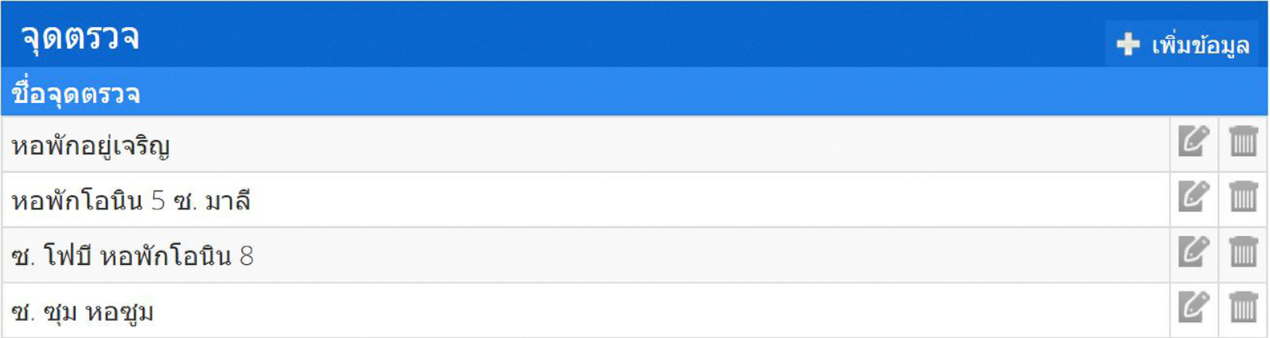 จุดตรวจ
เพิ่มข้อมูล
ชื่อจุดตรวจ
หอพักอยู่เจริญ
หอพักโอนิน 5 ซ. มาลี
ซ. โฟบี หอพักโอนิน 8
ซ. ซุม หอซูม